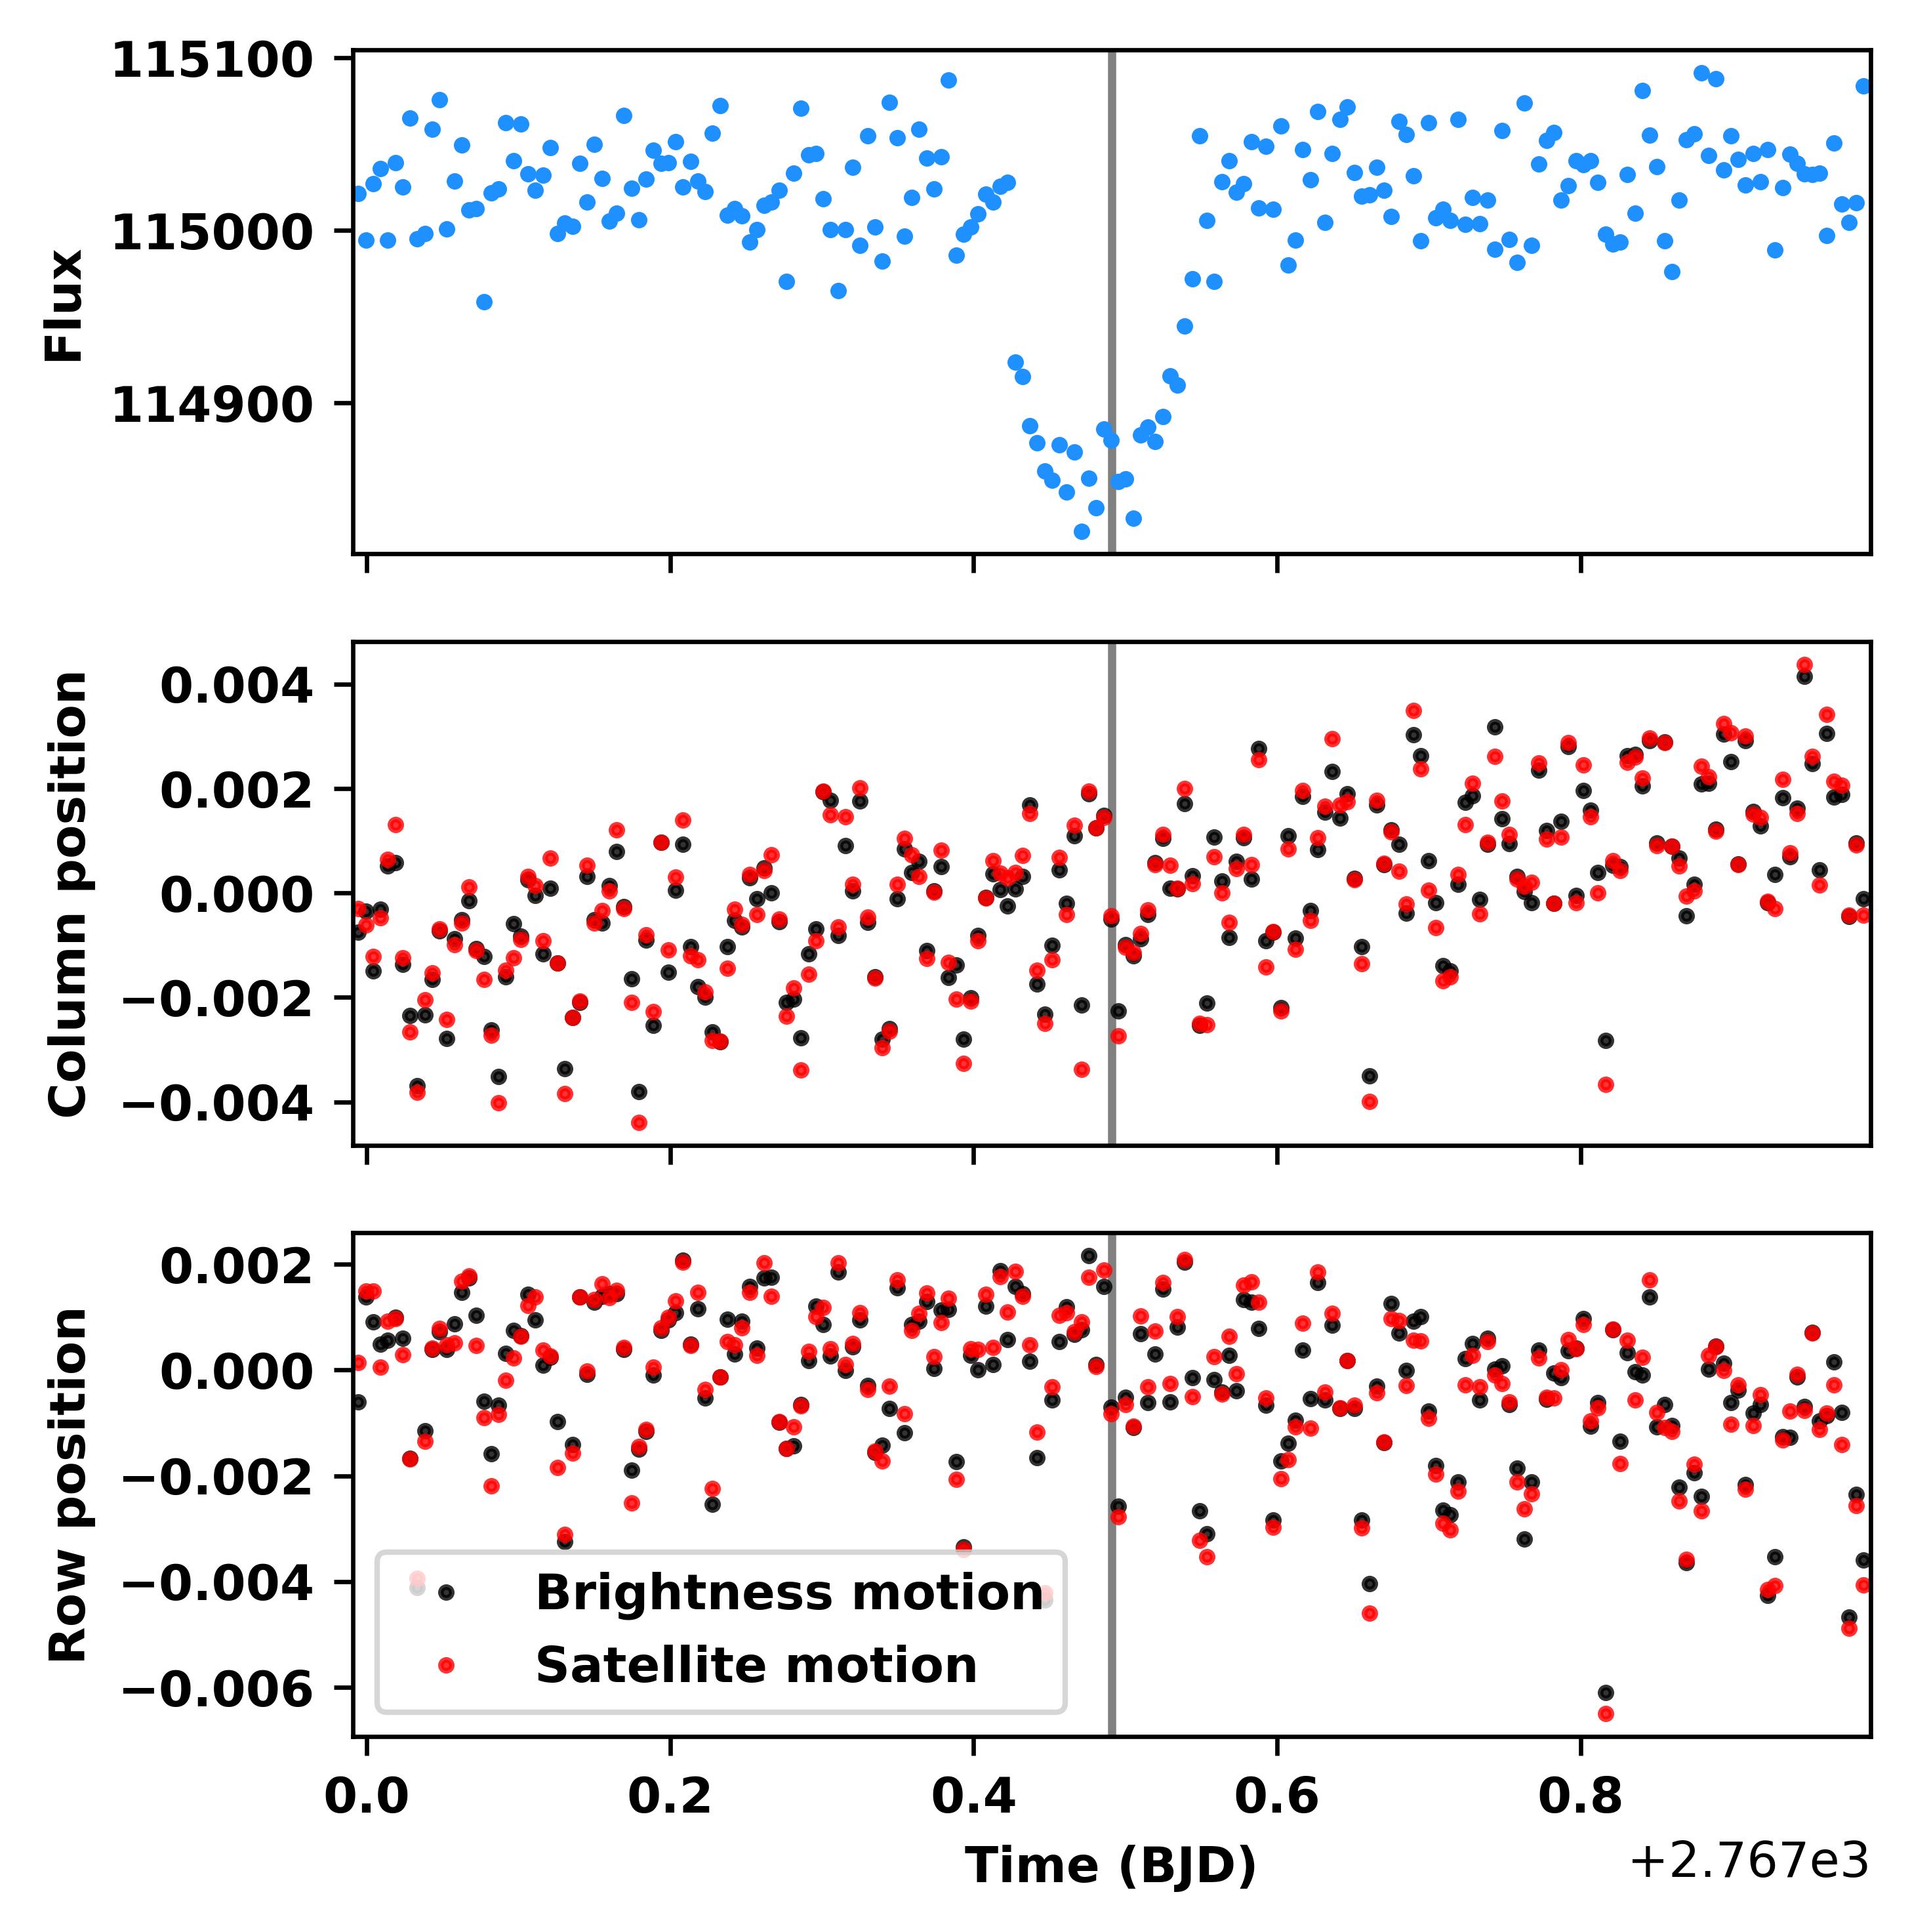 115100
115000
114900
Flux
0.004
0.002
0.000
−0.002
−0.004
Column position
0.002
0.000
−0.002
−0.004
−0.006
Row position
Brightness motion
Satellite motion
0.0 0.2 0.4 0.6 0.8
Time (BJD)
+2.767e3